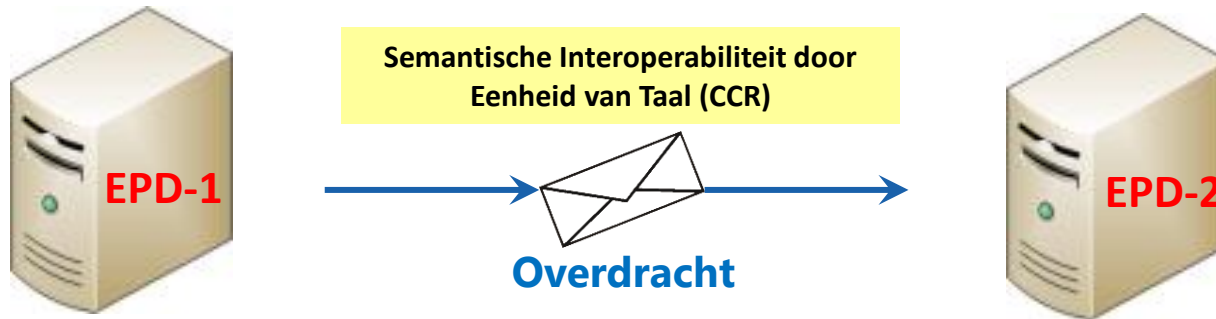 Semantische Interoperabiliteit door
Eenheid van Taal (CCR)
EPD-1
EPD-2
Overdracht